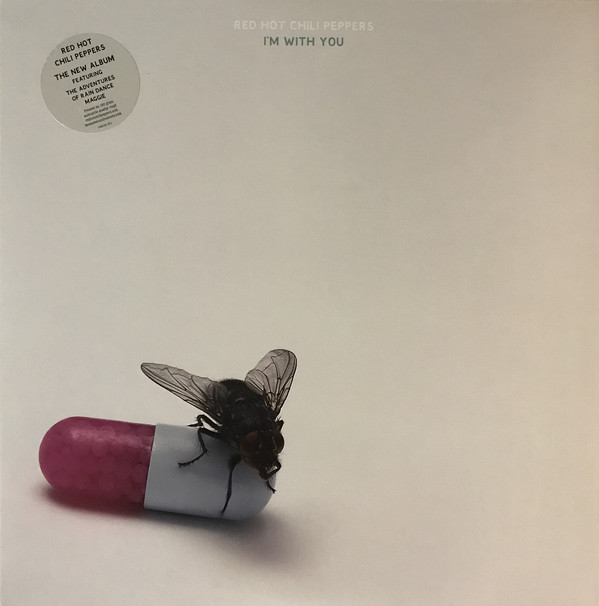 RED HOT CHILI PEPPERS
I'M WITH YOU
RED HOT
CHILI PEPPERS
THE NEW ALBUM
FEATURING
THE ADVENTURES
OF RAIN DANCE
MAGGIE